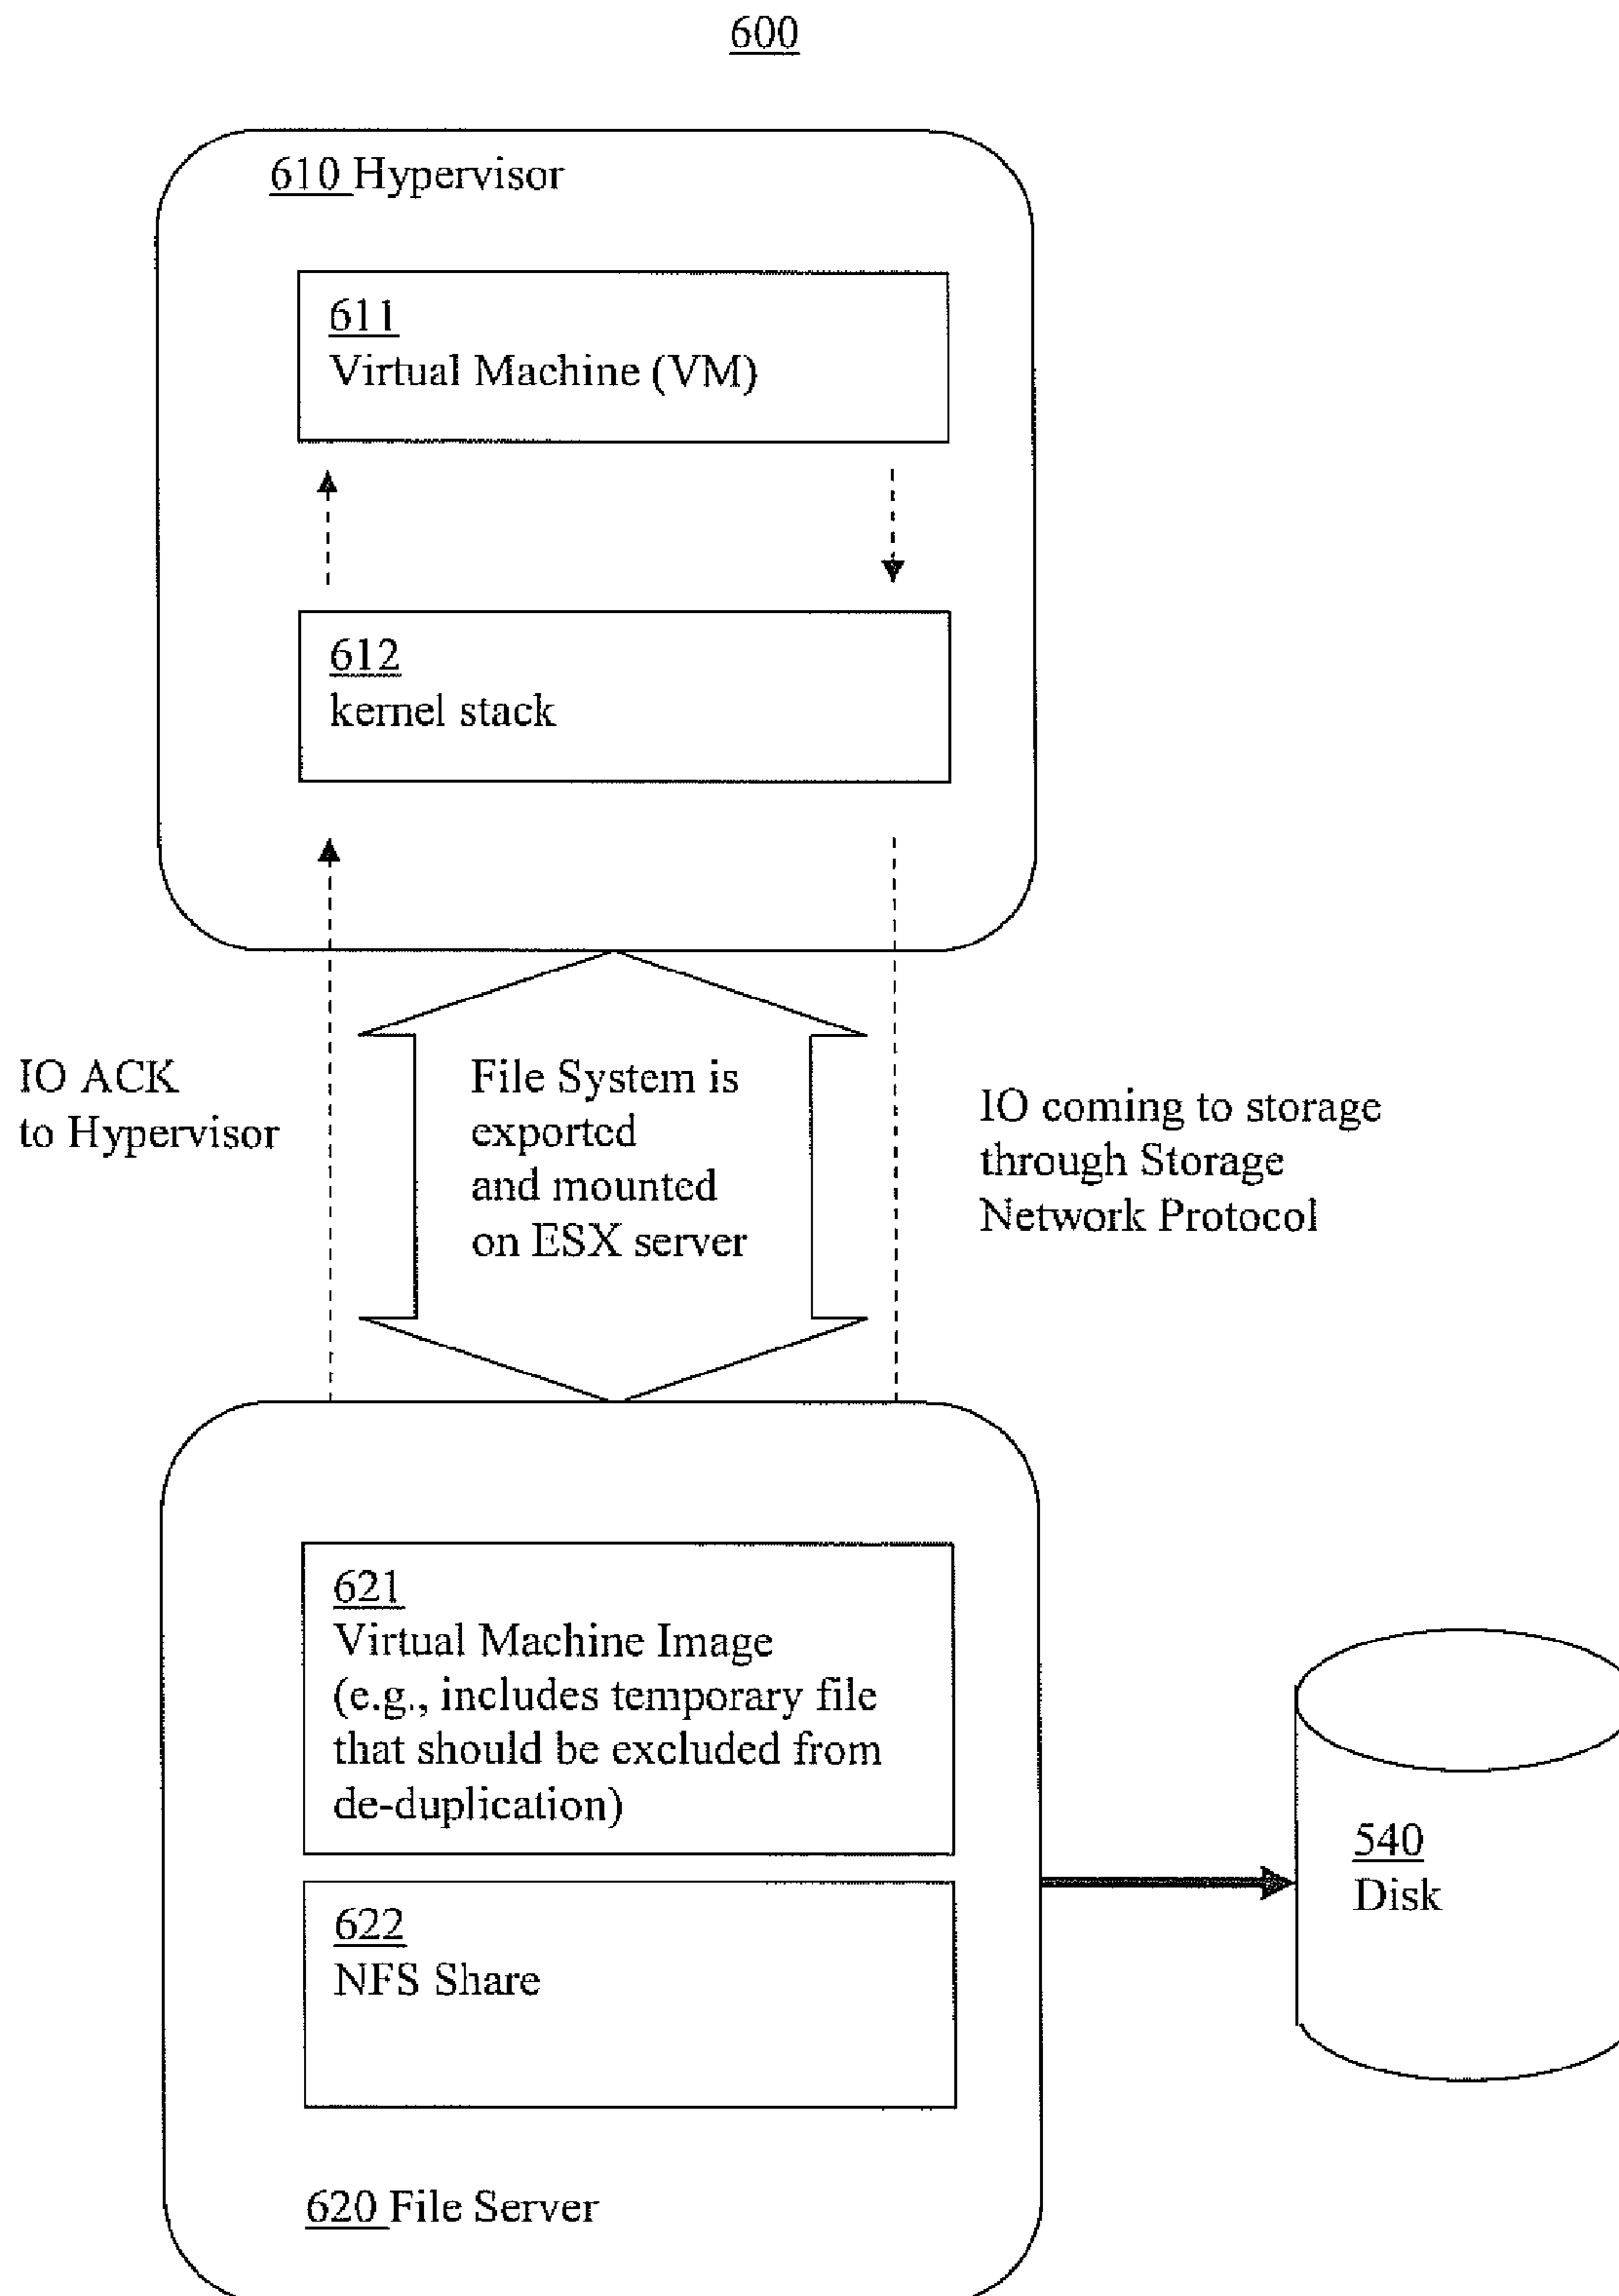 600
610 Hypervisor
611
Virtual Machine (VM)
612
kernel stack
IO ACK
to Hypervisor
File System is
exported
and mounted
on ESX server
IO coming to storage
through Storage
Network Protocol
621
Virtual Machine Image
(e.g., includes temporary file
that should be excluded from
de-duplication)
622
NFS Share
540
Disk
620 File Server